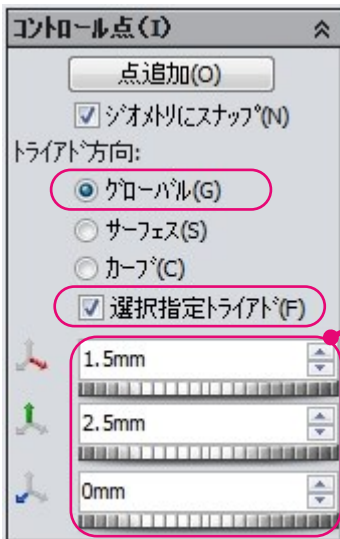 コントロール点(I)
点追加(O)
ジオメトリにスナップ(N)
トライアド方向:
グローバル(G)
サーフェス(S)
カーブ(C)
選択指定トライアド(F)
1.5mm
2.5mm
0mm